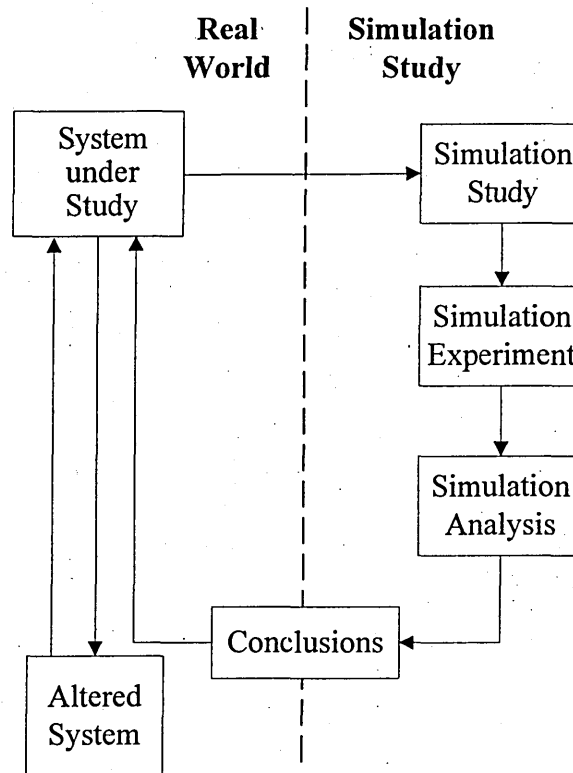 Real
World
Simulation
Study
System
under
Study
Simulation
Study
Simulation
Experiment
Simulation
Analysis
Conclusions
Altered
System